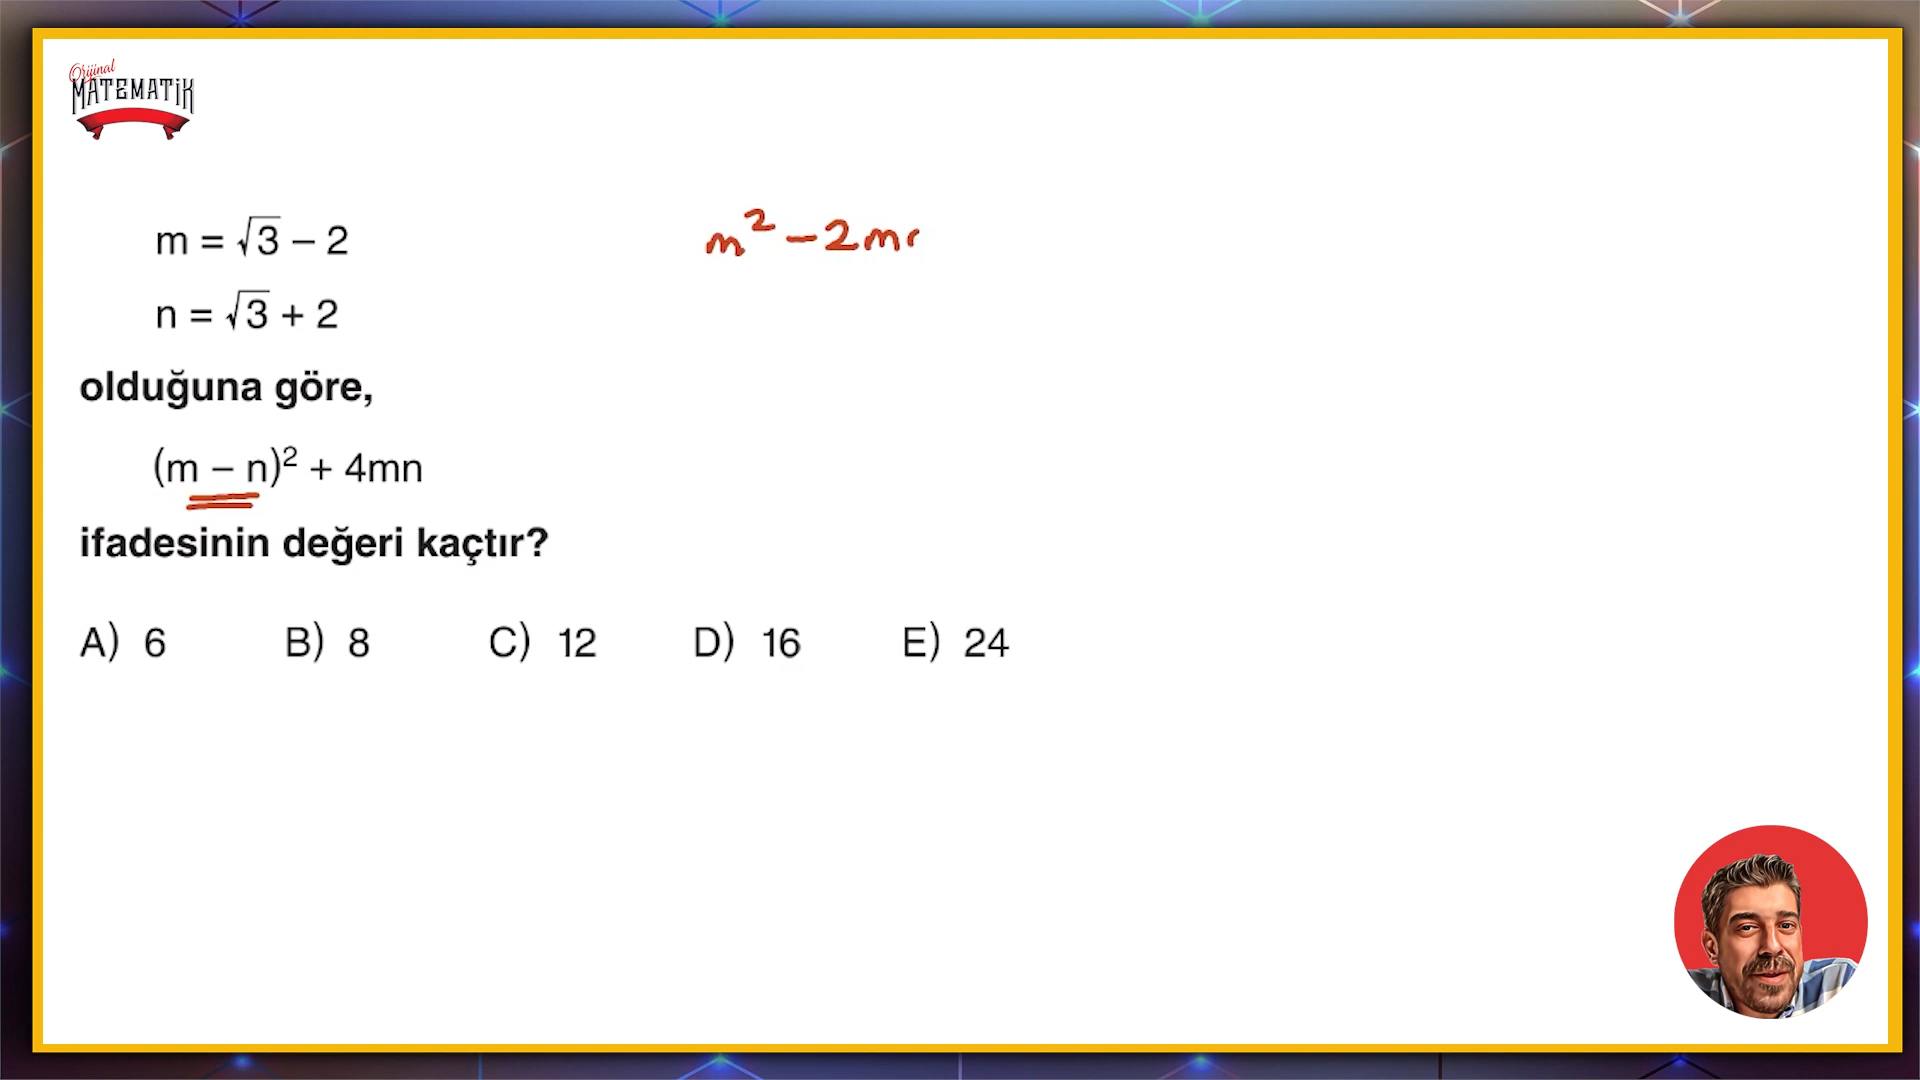 Orijinal
MATEMATİK
m = √3 – 2
m² – 2m
n = √3 + 2
olduğuna göre,
(m – n)² + 4mn
ifadesinin değeri kaçtır?
A) 6 B) 8 C) 12 D) 16 E) 24